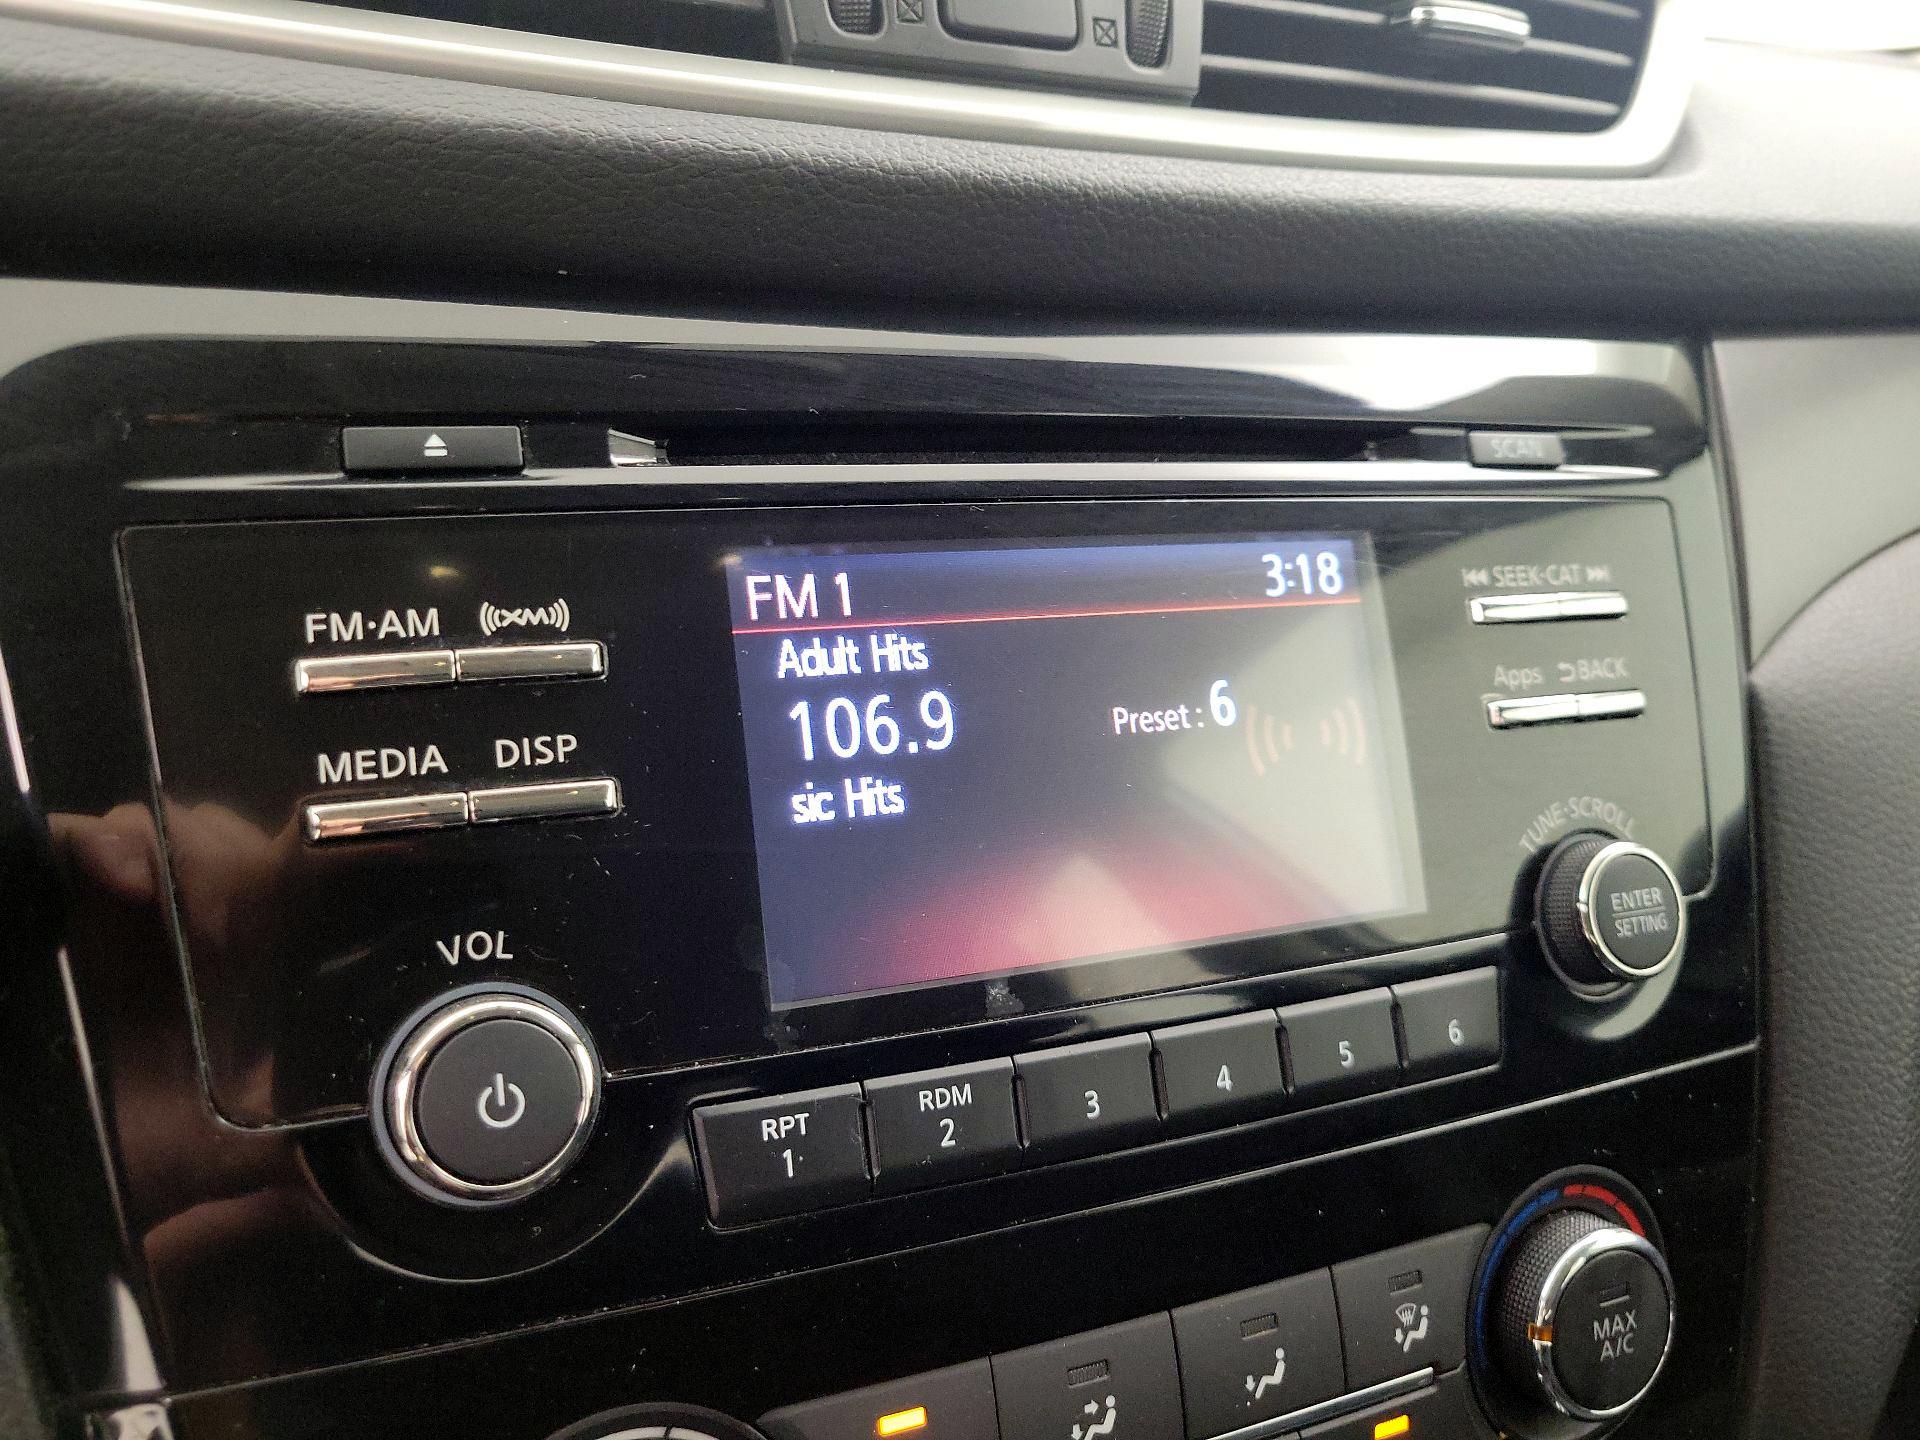 SCAN
FM·AM (((XM)))
MEDIA DISP
VOL
FM 1 3:18
Adult Hits
106.9 Preset : 6
sic Hits
SEEK·CAT
Apps BACK
TUNE·SCROLL
ENTER
SETTING
RPT
1
RDM
2
3
4
5
6
MAX
A/C